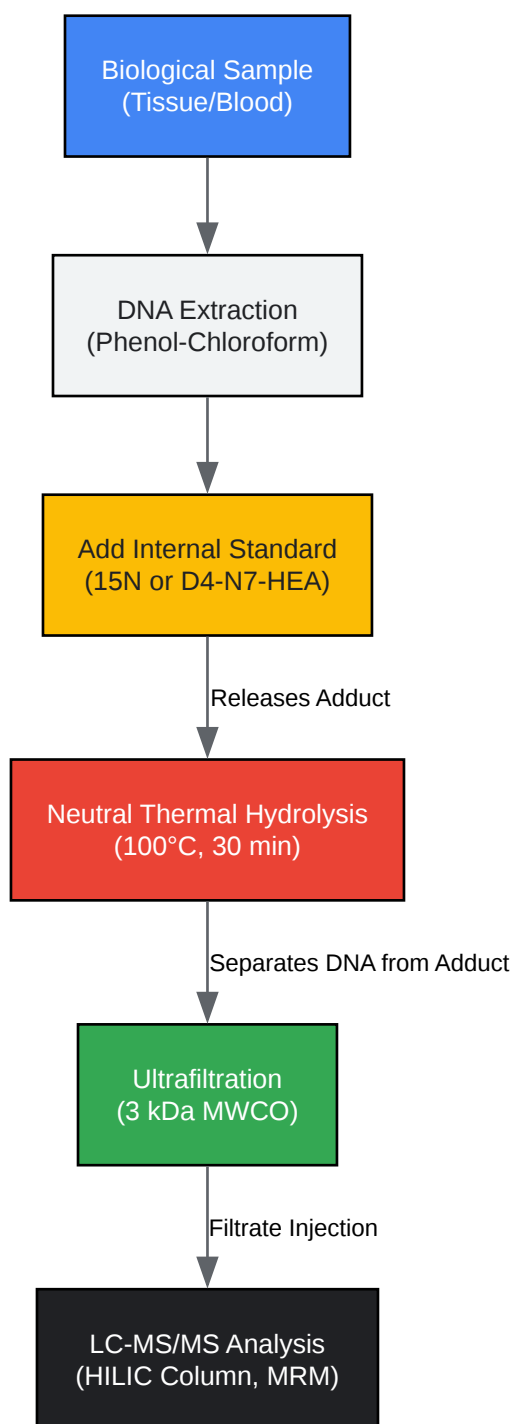 Biological Sample
(Tissue/Blood)
DNA Extraction
(Phenol-Chloroform)
Add Internal Standard
(15N or D4-N7-HEA)
Releases Adduct
Neutral Thermal Hydrolysis
(100°C, 30 min)
Separates DNA from Adduct
Ultrafiltration
(3 kDa MWCO)
Filtrate Injection
LC-MS/MS Analysis
(HILIC Column, MRM)